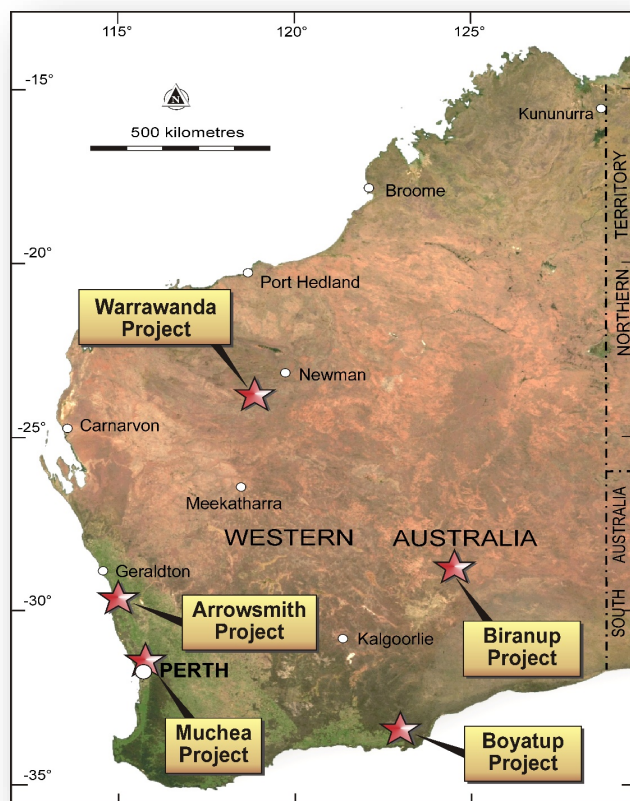 115°
120°
125°
-15°
N
500 kilometres
Kununurra
Broome
NORTHERN TERRITORY
-20°
Port Hedland
Warrawanda
Project
Newman
-25°
Carnarvon
Meekatharra
WESTERN AUSTRALIA
SOUTH AUSTRALIA
Geraldton
-30°
Arrowsmith
Project
Kalgoorlie
Biranup
Project
PERTH
Muchea
Project
Boyatup
Project
-35°